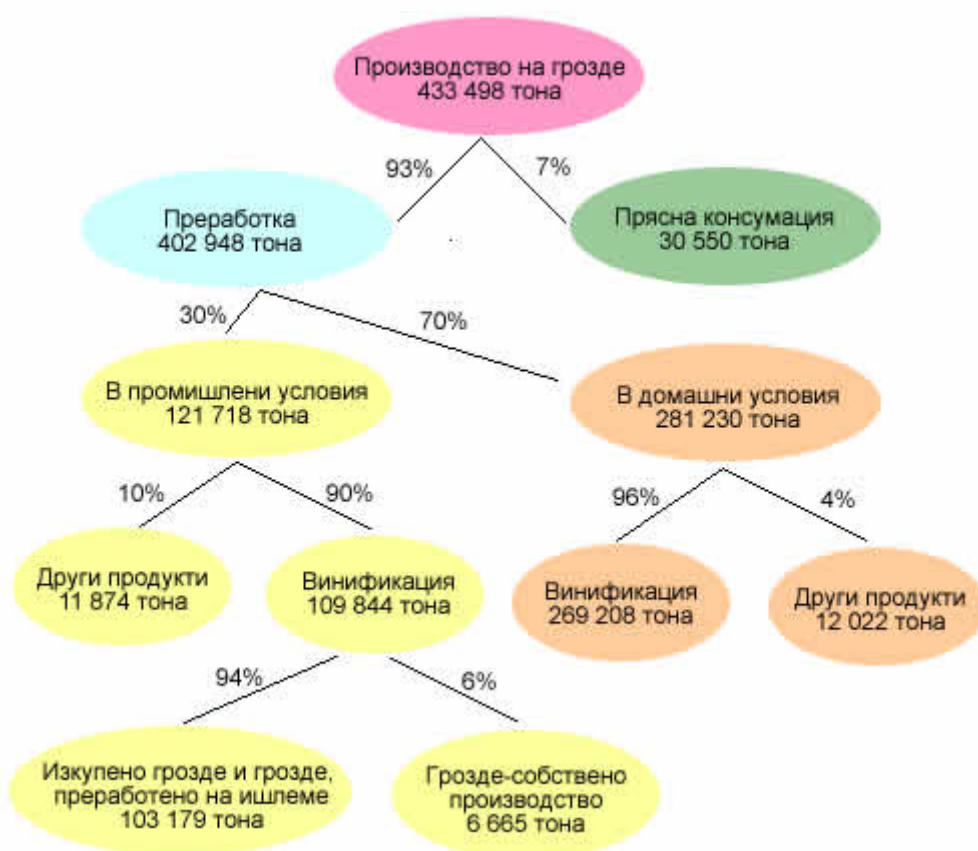 Производство на грозде
433 498 тона
93%
7%
Преработка
402 948 тона
Прясна консумация
30 550 тона
30%
70%
В промишлени условия
121 718 тона
В домашни условия
281 230 тона
10%
90%
96%
4%
Други продукти
11 874 тона
Винификация
109 844 тона
Винификация
269 208 тона
Други продукти
12 022 тона
94%
6%
Изкупено грозде и грозде,
преработено на ишлеме
103 179 тона
Грозде-собствено
производство
6 665 тона